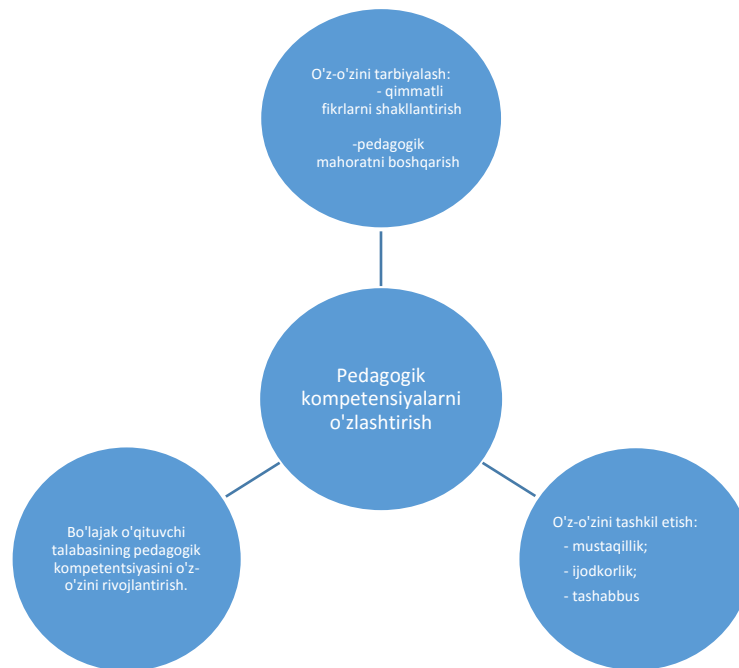 O'z-o'zini tarbiyalash:
- qimmatli
fikrlarni shakllantirish
-pedagogik
mahoratni boshqarish
Pedagogik
kompetensiyalarni
o'zlashtirish
Bo'lajak o'qituvchi
talabasining pedagogik
kompetentsiyasini o'z-
o'zini rivojlantirish.
O'z-o'zini tashkil etish:
- mustaqillik;
- ijodkorlik;
- tashabbus